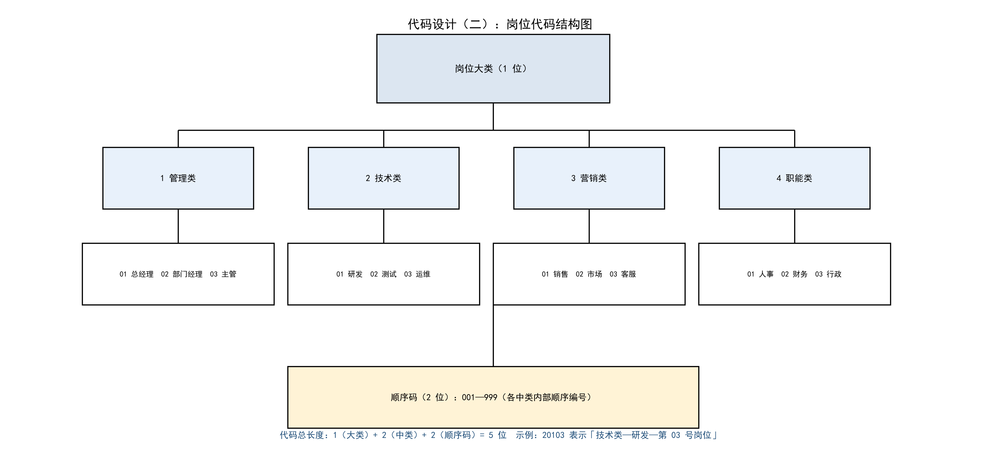 代码设计（二）：岗位代码结构图
岗位大类（1 位）
1 管理类
2 技术类
3 营销类
4 职能类
01 总经理 02 部门经理 03 主管
01 研发 02 测试 03 运维
01 销售 02 市场 03 客服
01 人事 02 财务 03 行政
顺序码（2 位）：001—999（各中类内部顺序编号）
代码总长度：1（大类）+ 2（中类）+ 2（顺序码）= 5 位 示例：20103 表示「技术类—研发—第 03 号岗位」